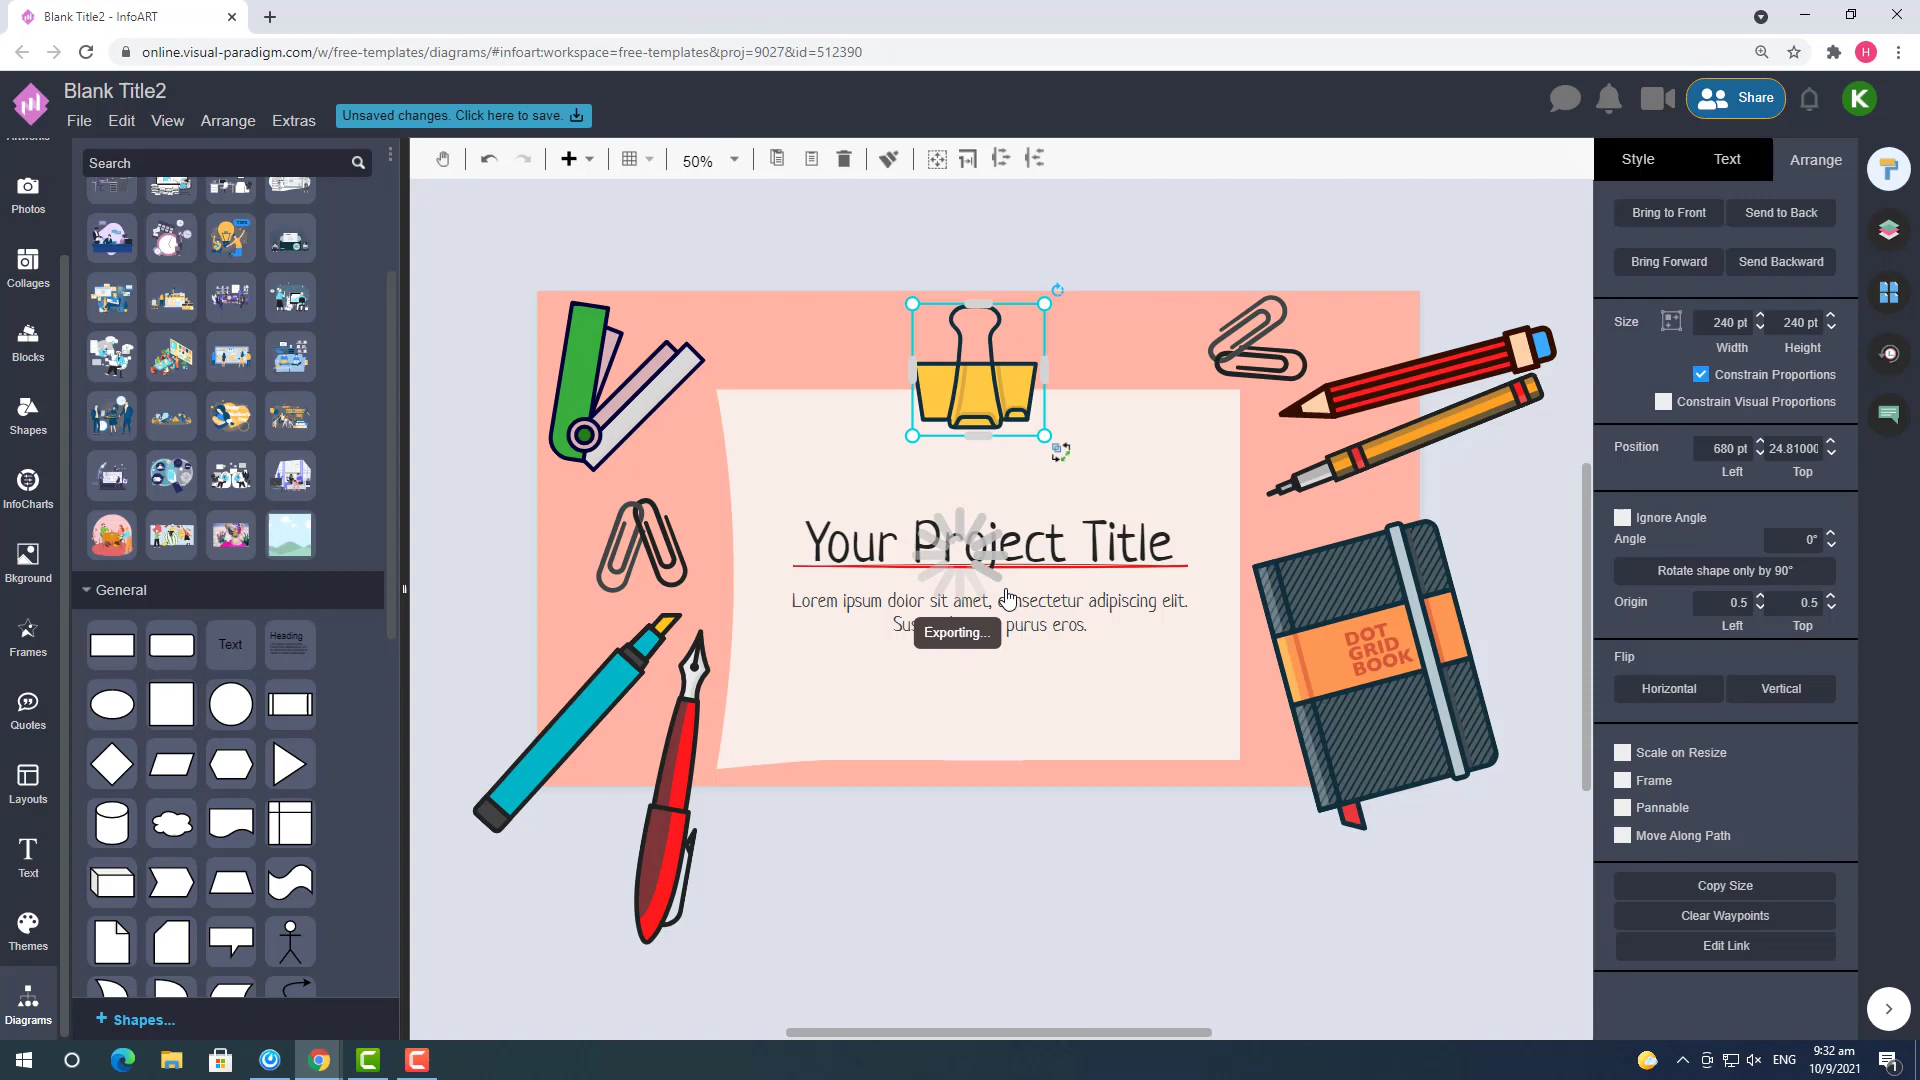 Blank Title2 - InfoART
online.visual-paradigm.com/w/free-templates/diagrams/#infoart:workspace=free-templates&proj=9027&id=512390
H
Blank Title2
File Edit View Arrange Extras
Unsaved changes. Click here to save.
Share
K
Artworks
Photos
Collages
Blocks
Shapes
InfoCharts
Bkground
Frames
Quotes
Layouts
Text
Themes
Diagrams
Search
General
Text
Heading
+ Shapes...
50%
Your Project Title
Lorem ipsum dolor sit amet, consectetur adipiscing elit.
purus eros.
Exporting...
DOT
GRID
BOOK
Style Text Arrange
Bring to Front Send to Back
Bring Forward Send Backward
Size 240 pt 240 pt
Width Height
Constrain Proportions
Constrain Visual Proportions
Position 680 pt 24.81000
Left Top
Ignore Angle
Angle 0°
Rotate shape only by 90°
Origin 0.5 0.5
Left Top
Flip
Horizontal Vertical
Scale on Resize
Frame
Pannable
Move Along Path
Copy Size
Clear Waypoints
Edit Link
ENG
9:32 am
10/9/2021
1